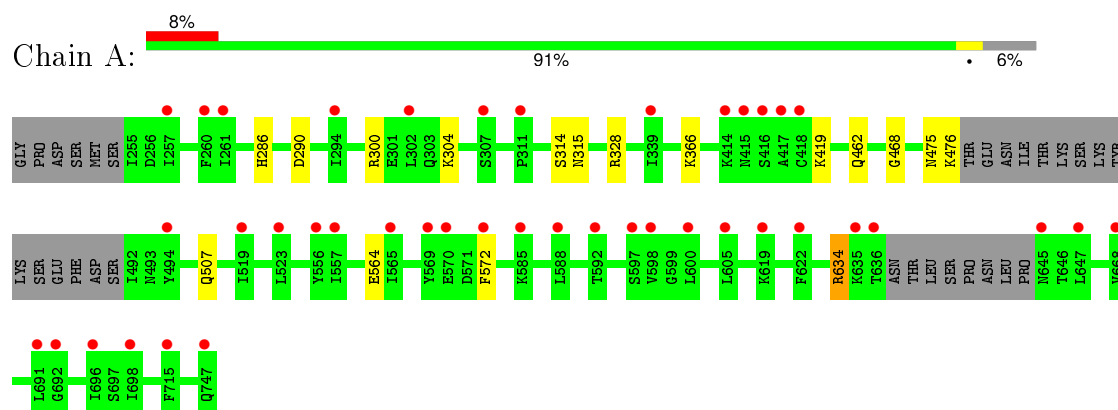 8%
Chain A:
91%
•
6%
GLY PRO ASP SER MET SER I255 D256 I257 F260 I261 H286 D290 I294 R300 E301 L302 Q303 K304 S307 P311 S314 N315 R328 I339 K366 K414 N415 S416 A417 C418 K419 Q462 G468 N475 K476 THR GLU ASN ILE THR LYS SER LYS TYR
LYS SER GLU PHE ASP SER I492 N493 Y494 Q507 I519 L523 Y556 I557 E564 I565 Y569 E570 D571 F572 K585 L588 T592 S597 V598 G599 L600 L605 K619 F622 R634 K635 T636 ASN THR LEU SER PRO ASN LEU PRO N645 T646 L647 V668
L691 G692 I696 S697 I698 F715 Q747